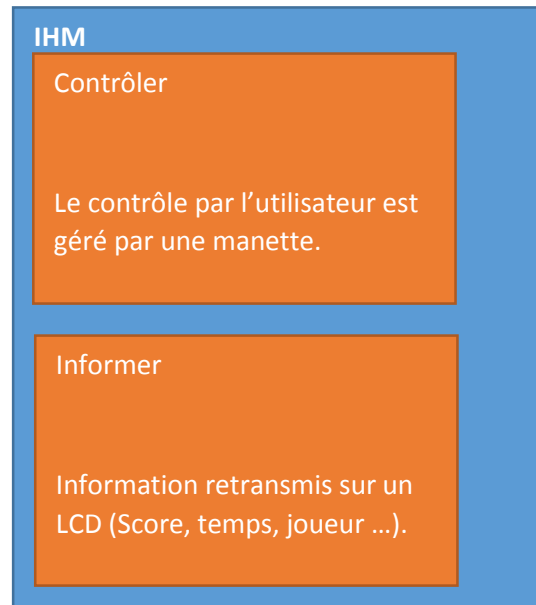 IHM
Contrôler
Le contrôle par l’utilisateur est
géré par une manette.
Informer
Information retransmis sur un
LCD (Score, temps, joueur …).